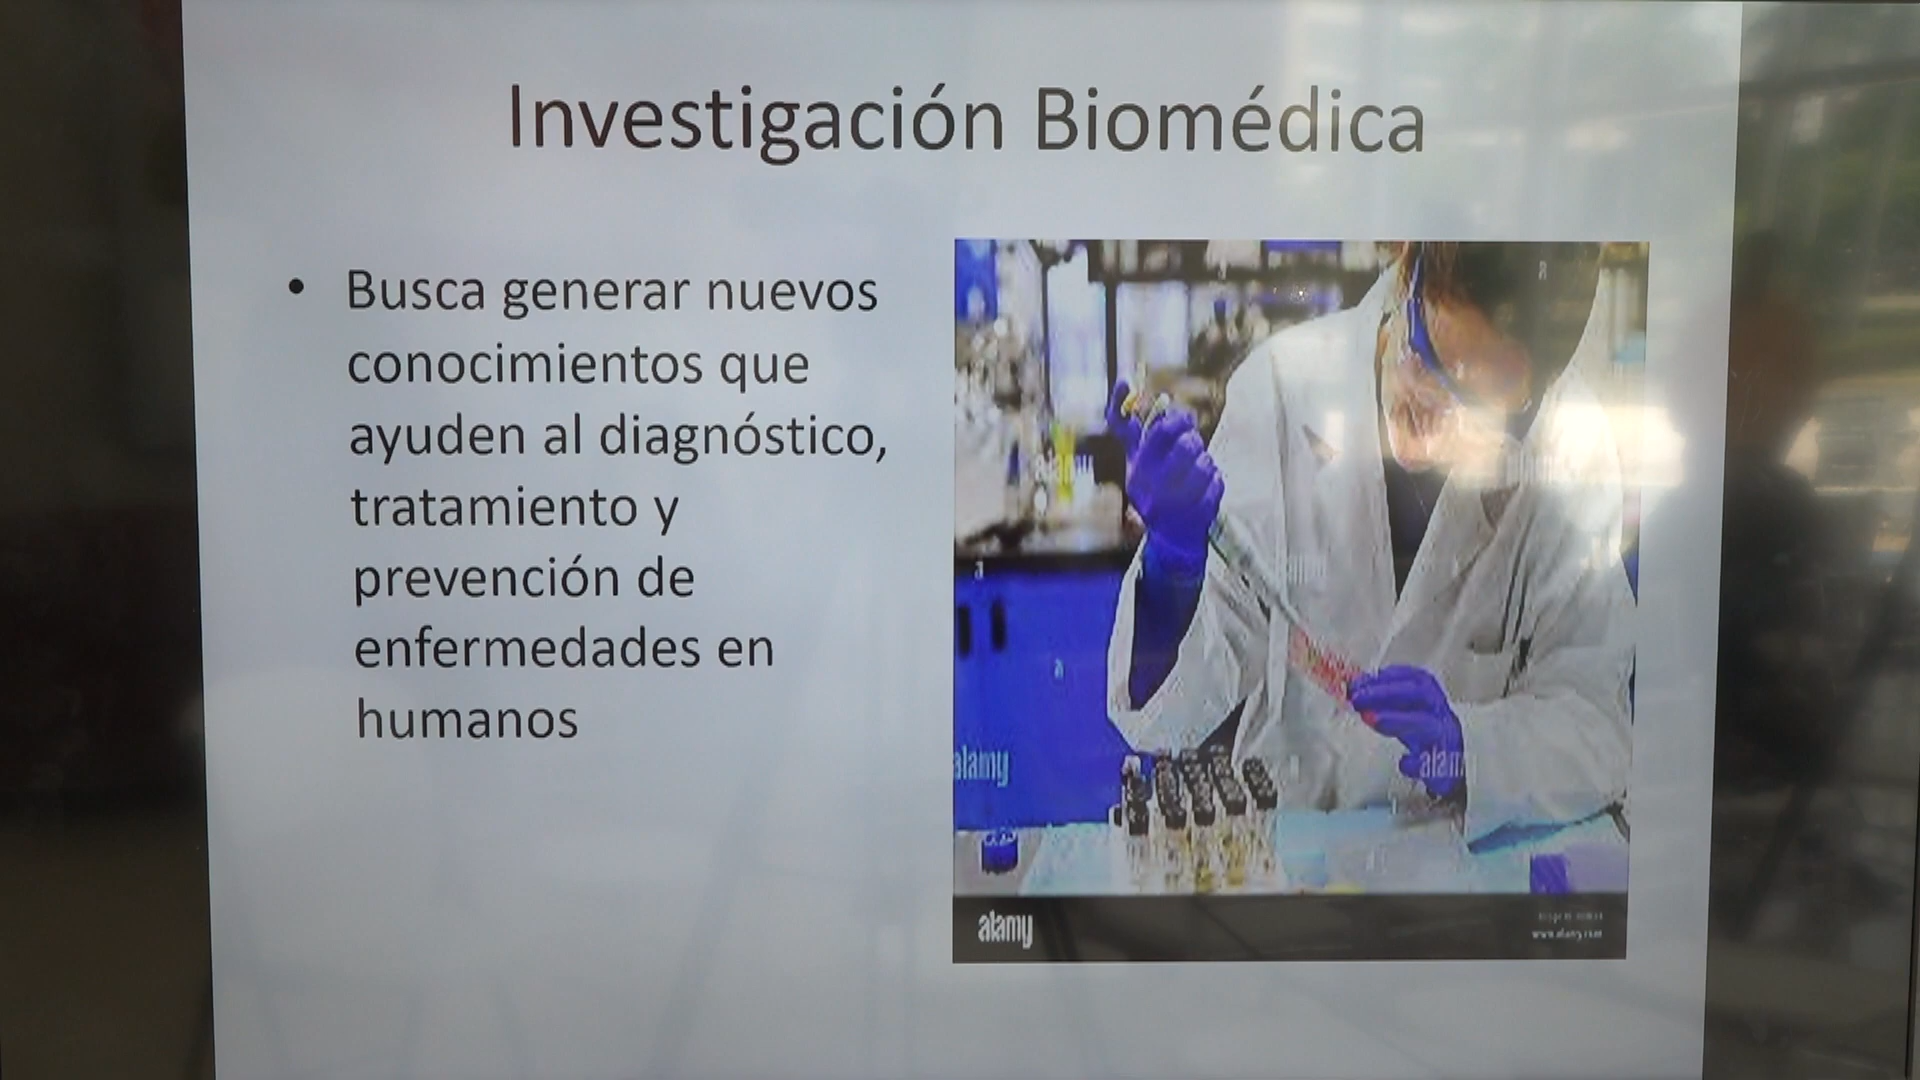 Investigación Biomédica
• Busca generar nuevos
conocimientos que
ayuden al diagnóstico,
tratamiento y
prevención de
enfermedades en
humanos
alamy
alamy
alamy
www.alamy.com